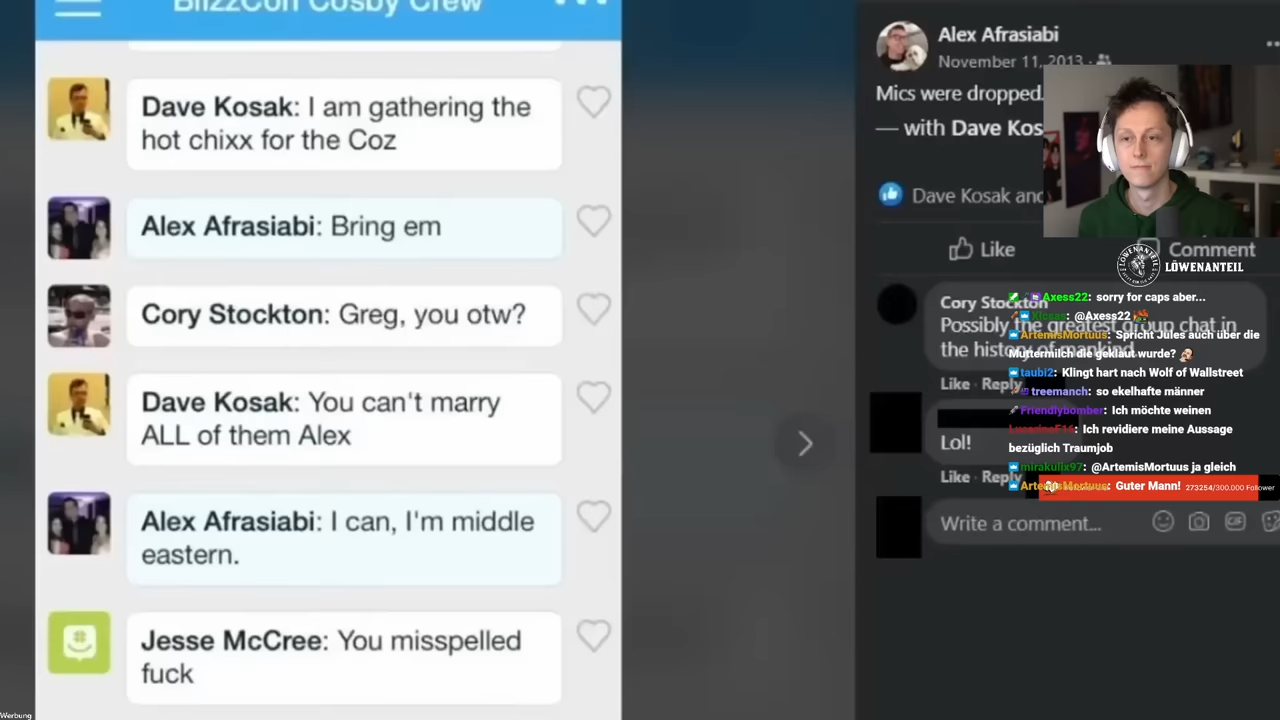 BlizzCon Cosby Crew
Dave Kosak: I am gathering the
hot chixx for the Coz
Alex Afrasiabi: Bring em
Cory Stockton: Greg, you otw?
Dave Kosak: You can't marry
ALL of them Alex
Alex Afrasiabi: I can, I'm middle
eastern.
Jesse McCree: You misspelled
fuck
Werbung
Alex Afrasiabi
November 11, 2013 ·
Mics were dropped.
— with Dave Kos
Dave Kosak and
Like
Comment
LÖWENANTEIL
Cory Stockton
Possibly the greatest group chat in
the history of mankind.
Like · Reply
Lol!
Like · Reply
Write a comment...
GIF
Axess22: sorry for caps aber...
@Axess22
ArtemisMortuus: Spricht Jules auch über die
Muttermilch die geklaut wurde?
taubi2: Klingt hart nach Wolf of Wallstreet
treemanch: so ekelhafte männer
Friendlybomber: Ich möchte weinen
Ich revidiere meine Aussage
bezüglich Traumjob
mirakulix97: @ArtemisMortuus ja gleich
ArtemisMortuus: Guter Mann!
273254/300.000 Follower